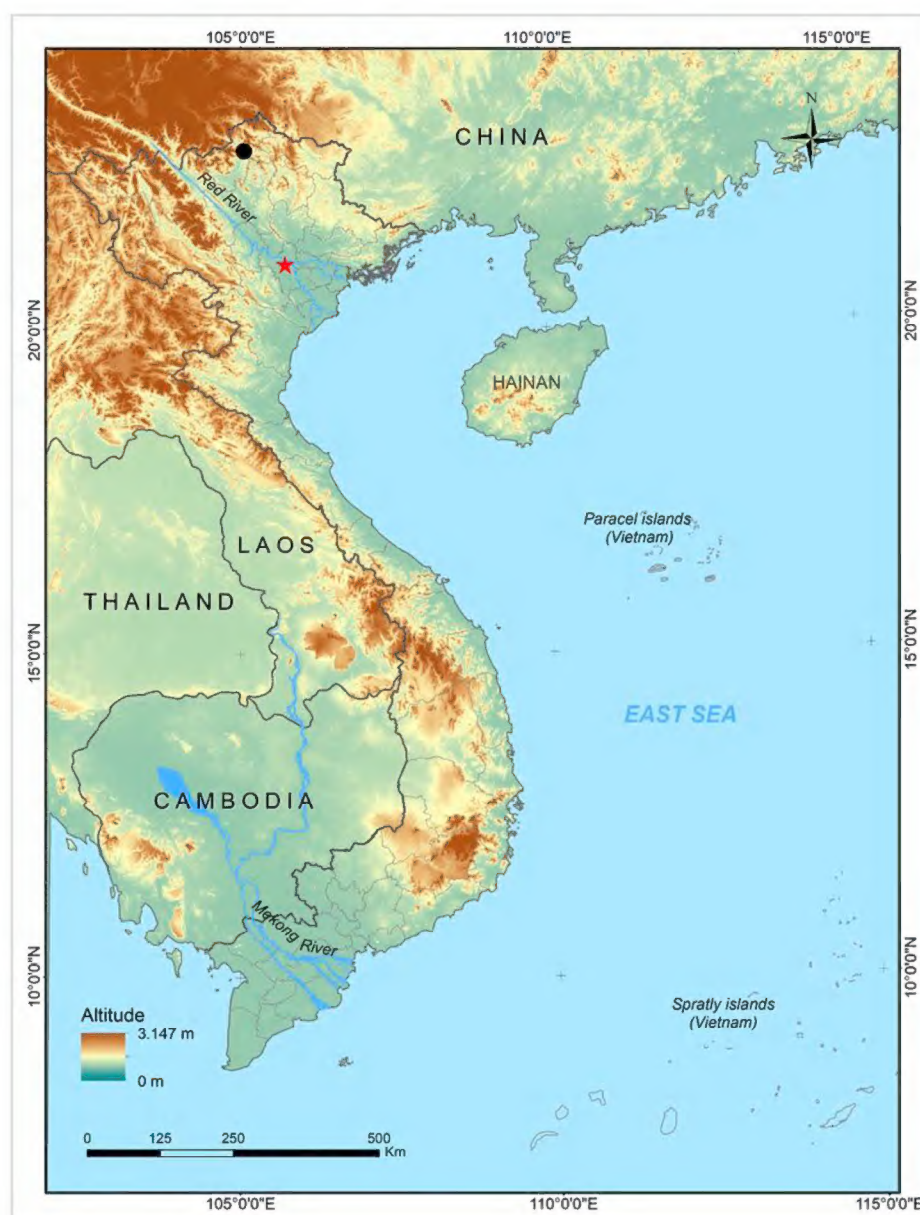 105°0'0"E
110°0'0"E
115°0'0"E
N
CHINA
Red River
20°0'0"N
20°0'0"N
HAINAN
Paracel islands
(Vietnam)
LAOS
THAILAND
15°0'0"N
15°0'0"N
EAST SEA
CAMBODIA
Mekong River
10°0'0"N
10°0'0"N
Spratly islands
(Vietnam)
Altitude
3.147 m
0 m
0 125 250 500
Km
105°0'0"E
110°0'0"E
115°0'0"E